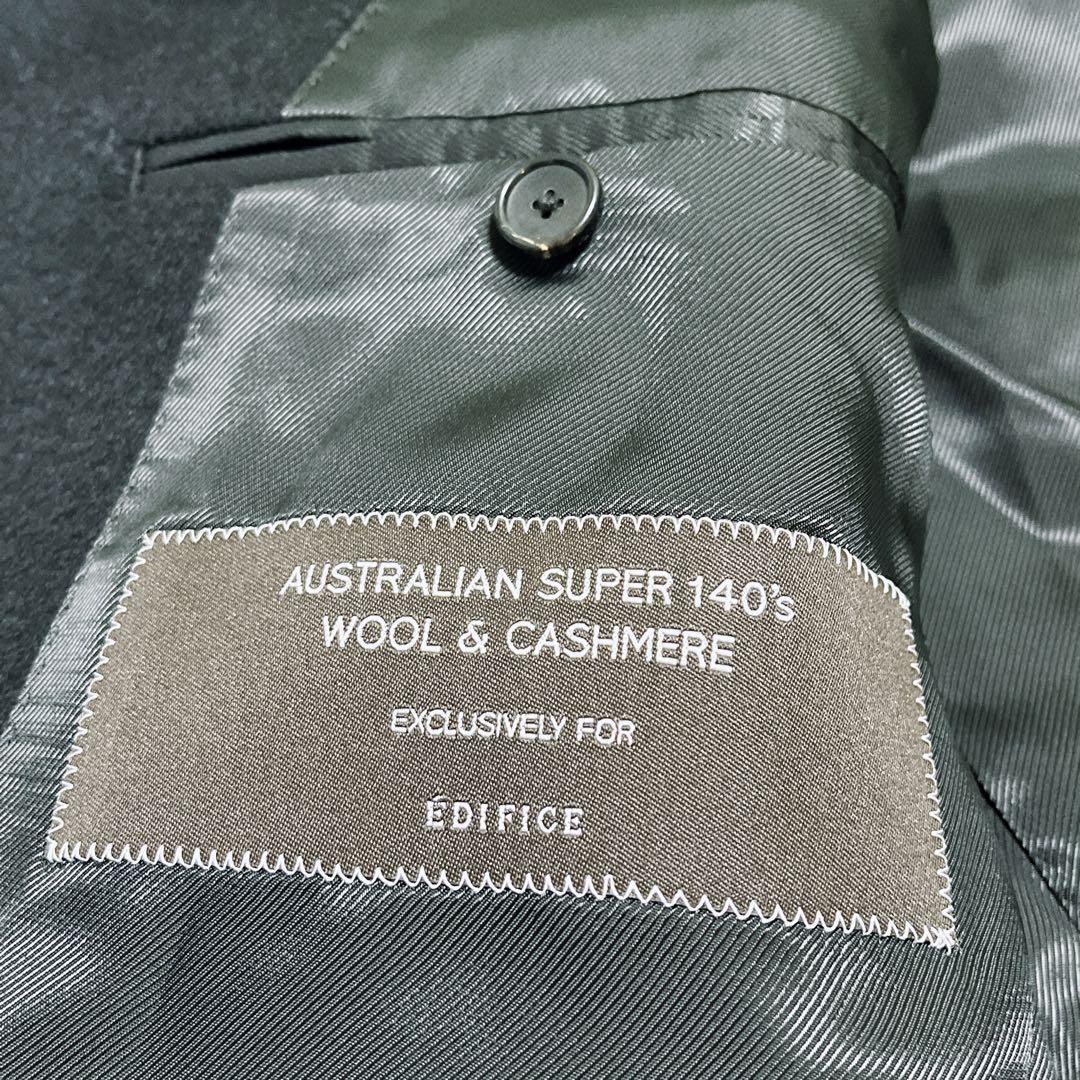 AUSTRALIAN SUPER 140's
WOOL & CASHMERE
EXCLUSIVELY FOR
ÉDIFICE